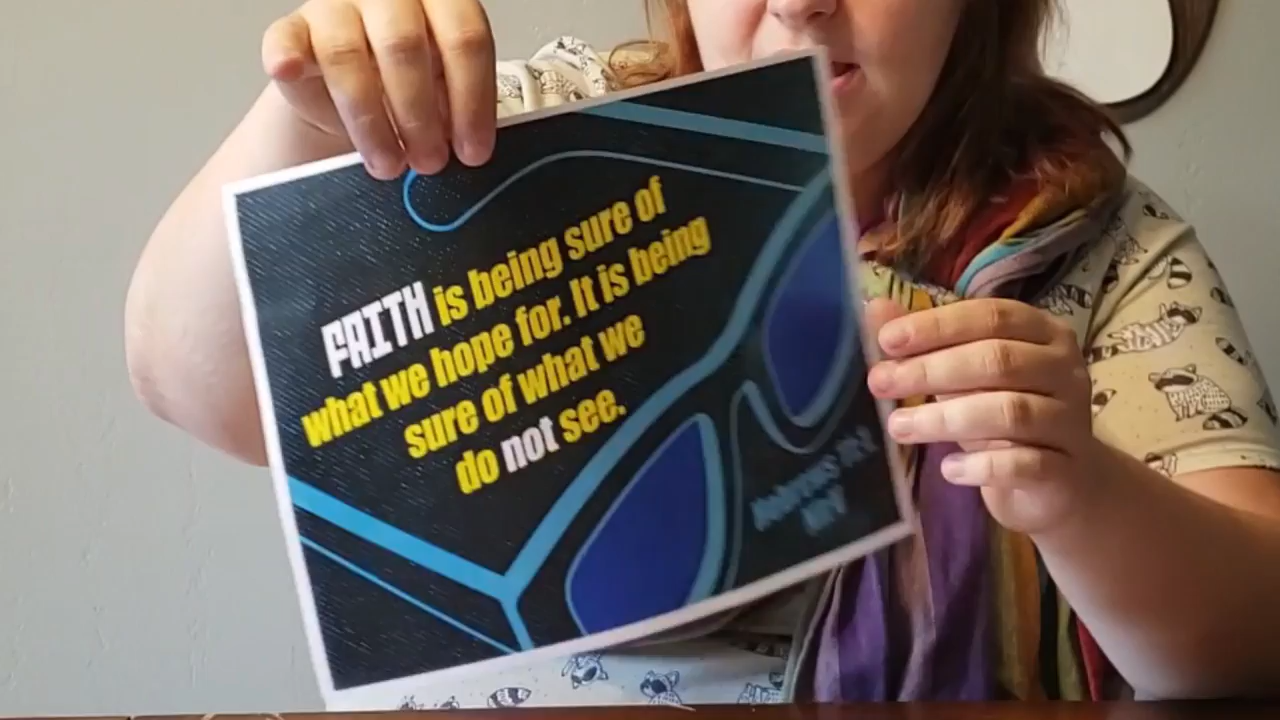 FAITH is being sure of
what we hope for. It is being
sure of what we
do not see.